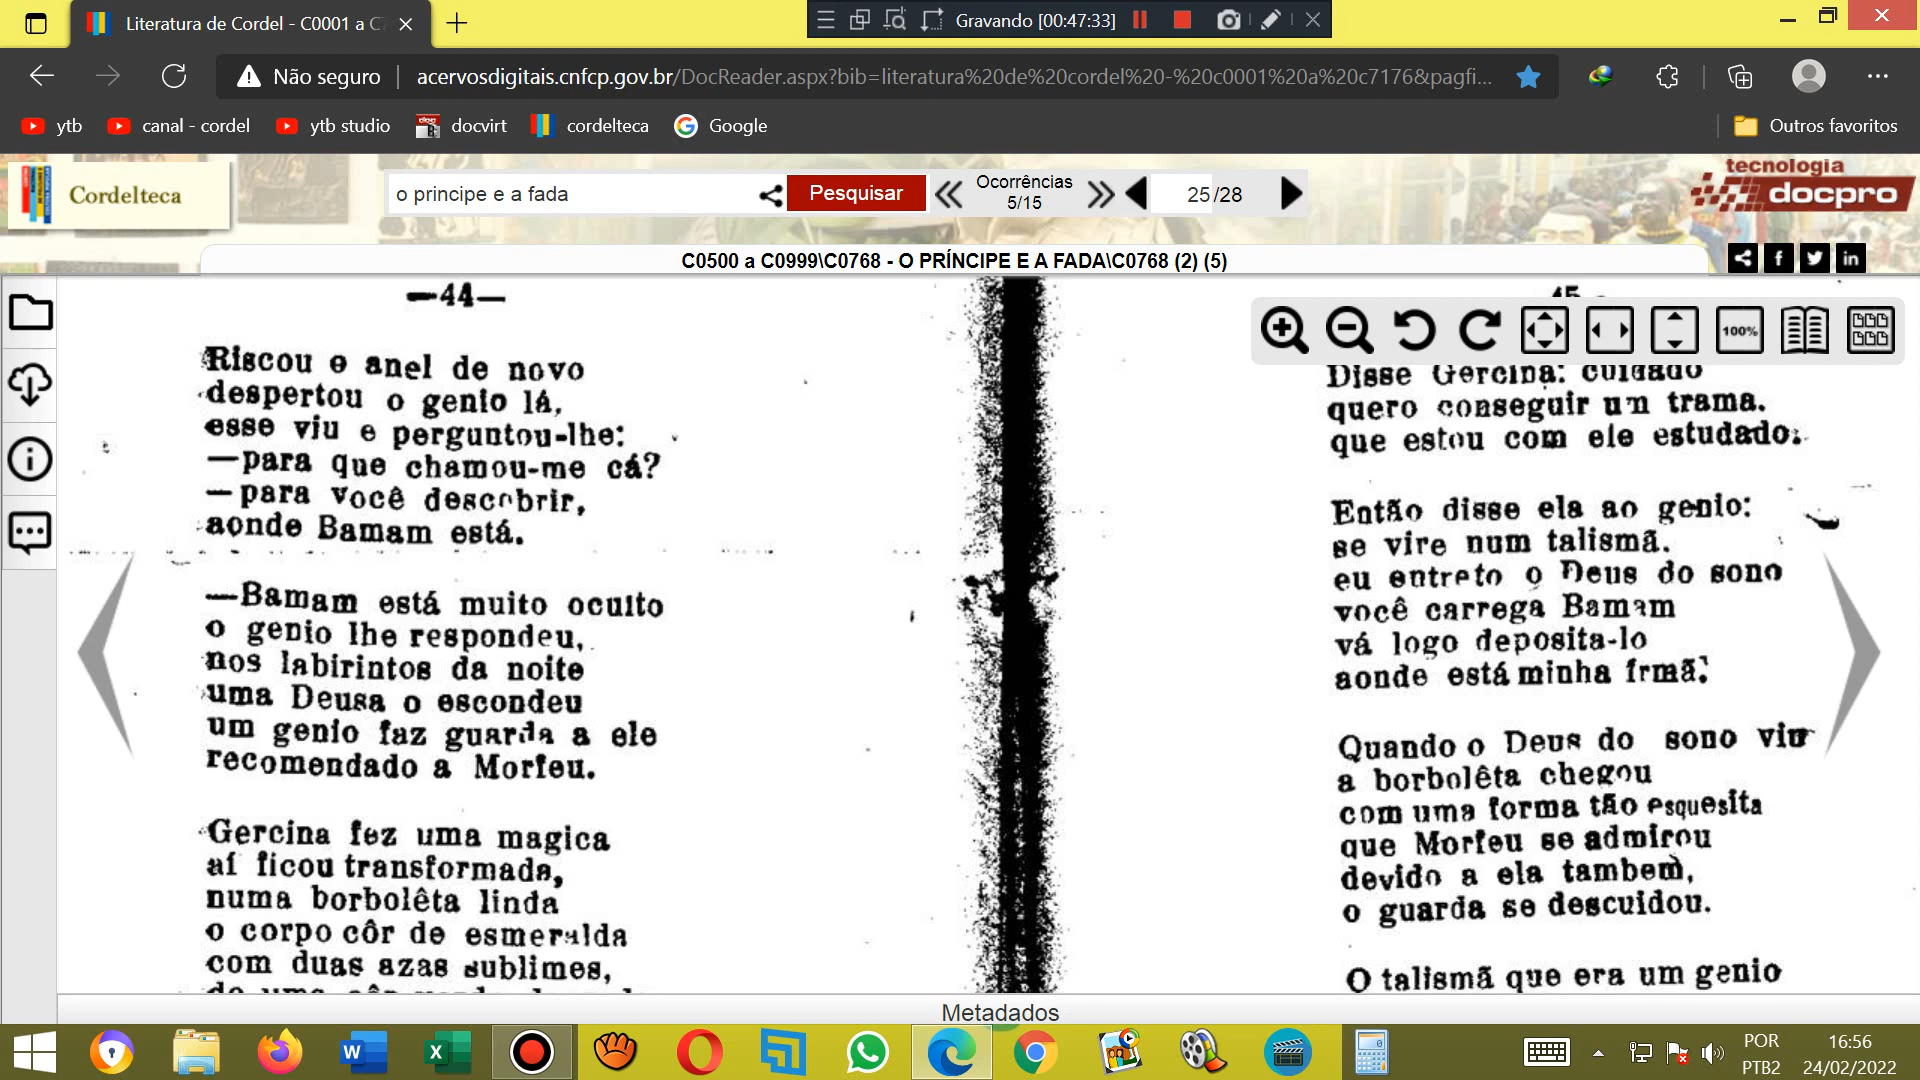 Literatura de Cordel - C0001 a C7
Gravando [00:47:33]
Não seguro
acervosdigitais.cnfcp.gov.br/DocReader.aspx?bib=literatura%20de%20cordel%20-%20c0001%20a%20c7176&pagfi...
ytb
canal - cordel
ytb studio
docvirt
cordelteca
Google
Outros favoritos
Cordelteca
o principe e a fada
Pesquisar
Ocorrências
5/15
25/28
tecnologia
docpro
C0500 a C0999\C0768 - O PRÍNCIPE E A FADA\C0768 (2) (5)
100%
—44—
Riscou o anel de novo
despertou o genio lá,
esse viu e perguntou-lhe:
—para que chamou-me cá?
—para você descobrir,
aonde Bamam está.
—Bamam está muito oculto
o genio lhe respondeu,
nos labirintos da noite
uma Deusa o escondeu
um genio faz guarda a ele
recomendado a Morfeu.
Gercina fez uma magica
aí ficou transformada,
numa borbolêta linda
o corpo côr de esmeralda
com duas azas sublimes,
45
Disse Gercina: cuidado
quero conseguir um trama.
que estou com ele estudado.
Então disse ela ao genio:
se vire num talismã.
eu entreto o Deus do sono
você carrega Bamam
vá logo deposita-lo
aonde está minha irmã.
Quando o Deus do sono viu
a borbolêta chegou
com uma forma tão esquesita
que Morfeu se admirou
devido a ela tambem,
o guarda se descuidou.
O talismã que era um genio
Metadados
POR
PTB2
16:56
24/02/2022